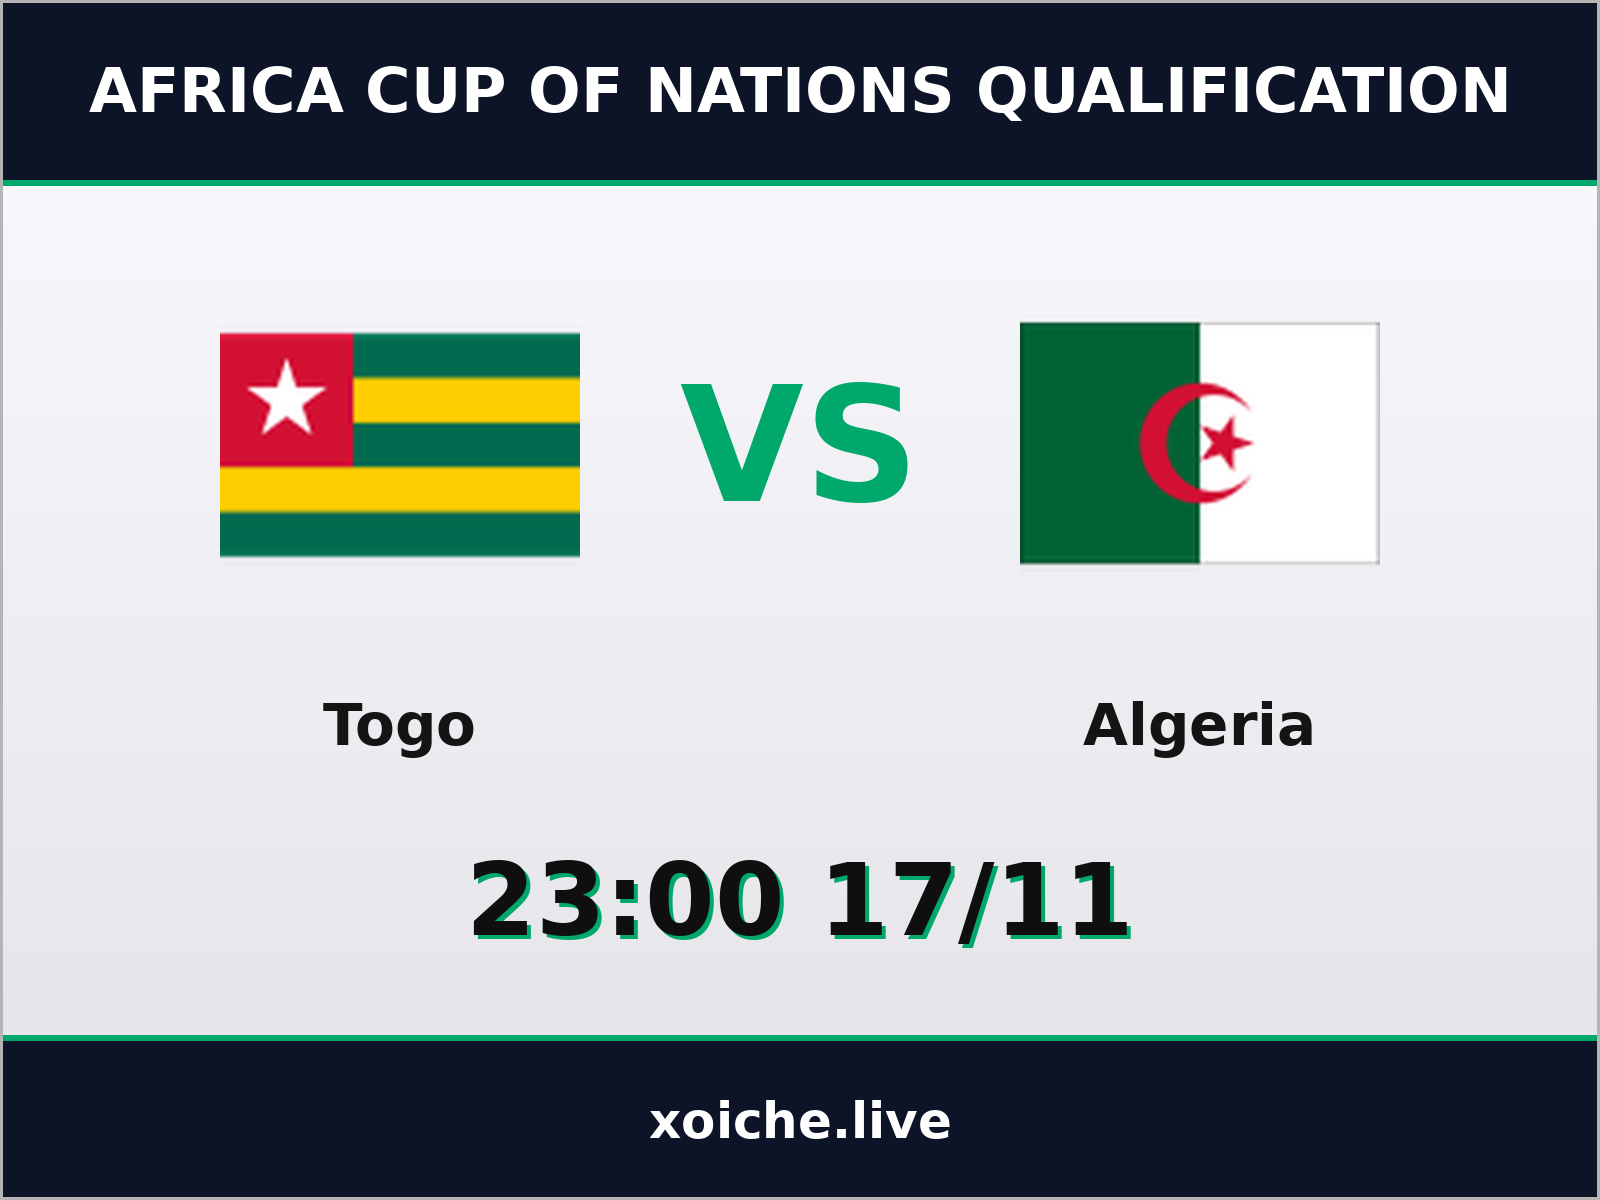 AFRICA CUP OF NATIONS QUALIFICATION
VS
Togo
Algeria
23:00 17/11
xoiche.live